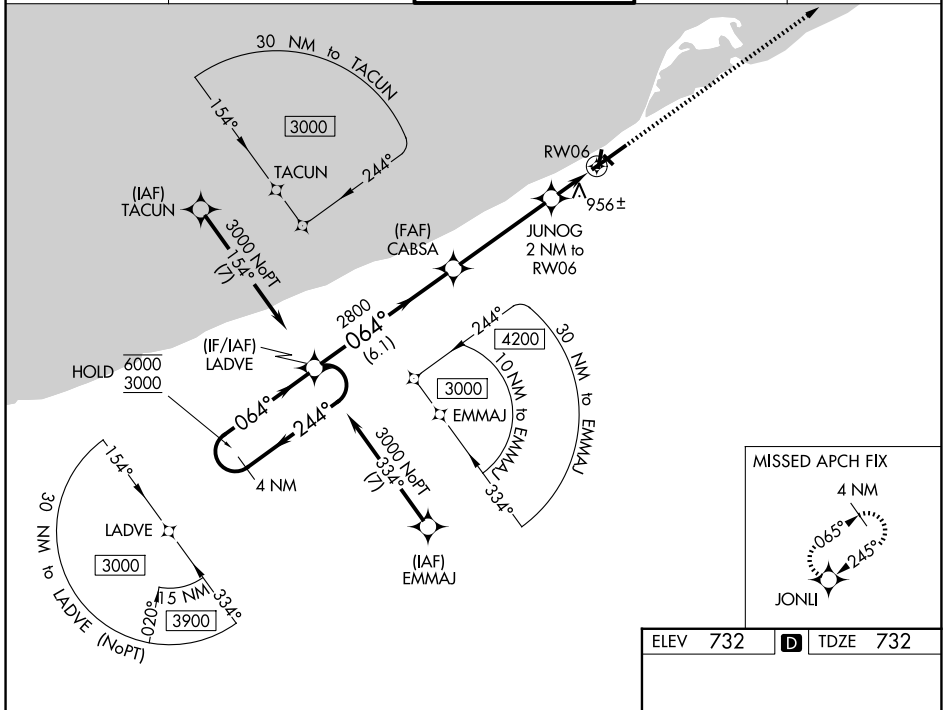 30 NM to TACUN
154°
3000
244°
TACUN
(IAF)
TACUN
3000 NoPT
154°
(7)
RW06
956±
JUNOG
2 NM to
RW06
(FAF)
CABSA
2800
064°
(6.1)
(IF/IAF)
LADVE
HOLD
6000
3000
064°
244°
4 NM
244°
4200
30 NM to EMMAJ
3000
10 NM to EMMAJ
EMMAJ
334°
3000 NoPT
334°
(7)
(IAF)
EMMAJ
154°
LADVE
30 NM to LADVE (NoPT)
3000
15 NM
334°
020°
3900
MISSED APCH FIX
4 NM
065°
245°
JONLI
ELEV 732 D TDZE 732